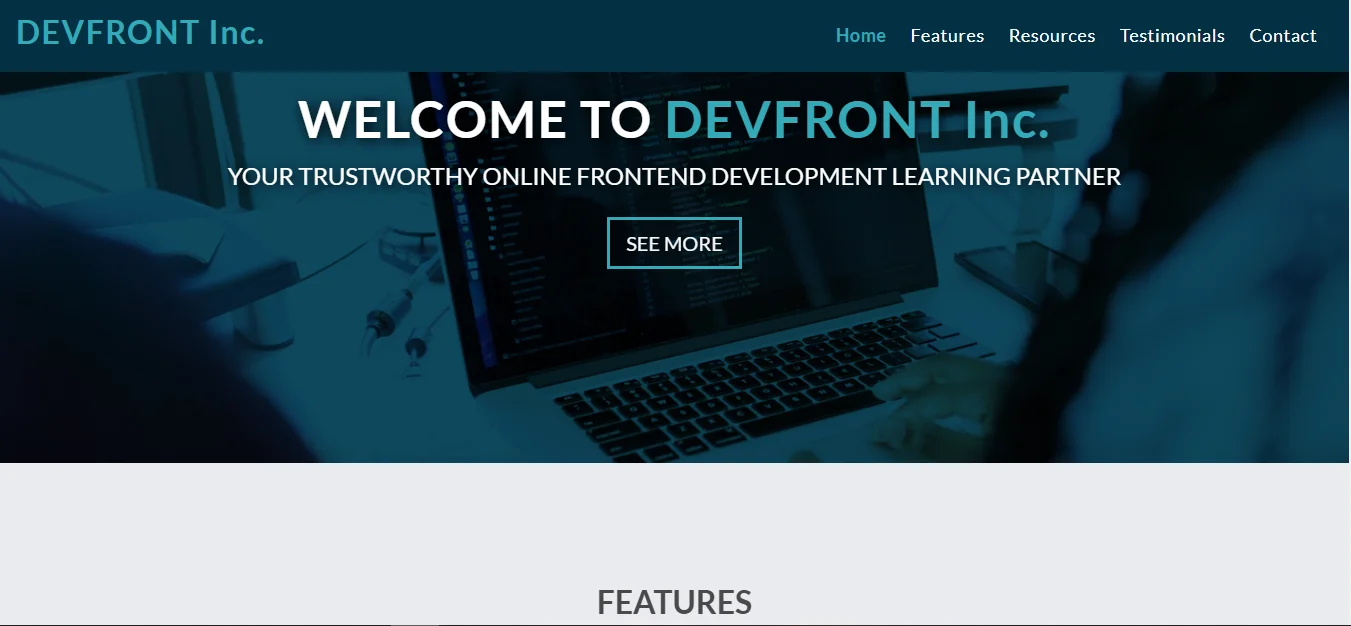 DEVFRONT Inc.
Home Features Resources Testimonials Contact
WELCOME TO DEVFRONT Inc.
YOUR TRUSTWORTHY ONLINE FRONTEND DEVELOPMENT LEARNING PARTNER
SEE MORE
FEATURES